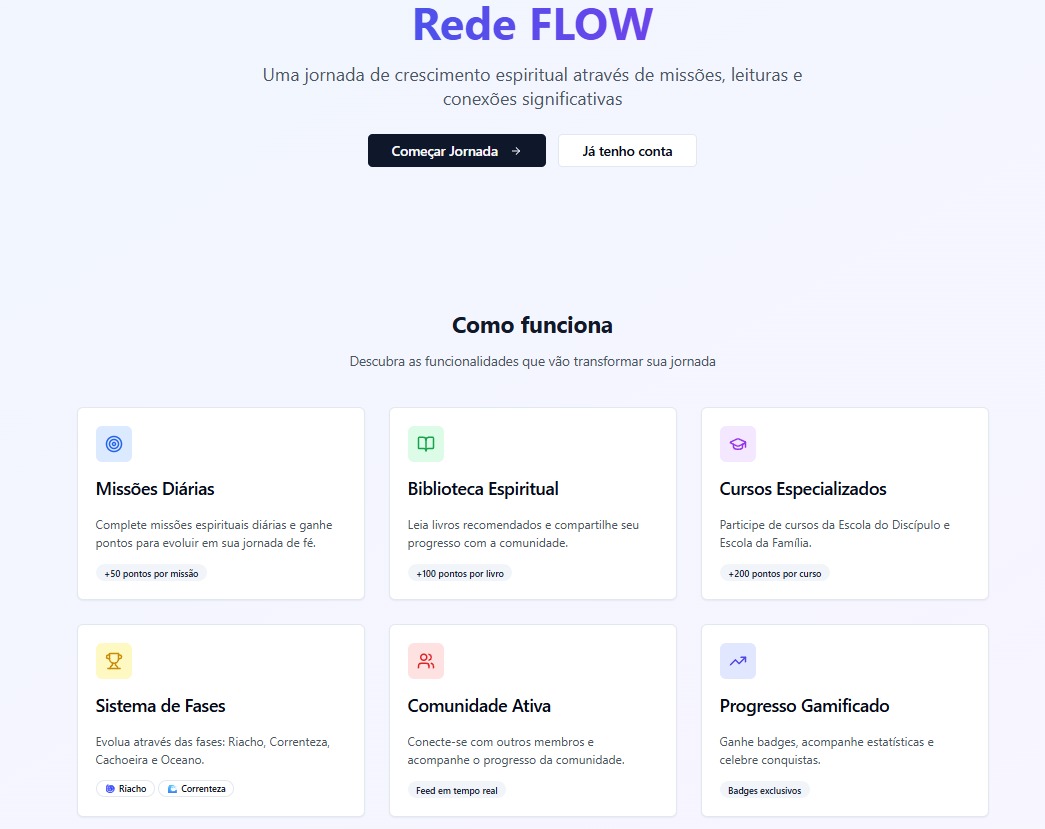 Rede FLOW
Uma jornada de crescimento espiritual através de missões, leituras e
conexões significativas
Começar Jornada →
Já tenho conta
Como funciona
Descubra as funcionalidades que vão transformar sua jornada
Missões Diárias
Complete missões espirituais diárias e ganhe
pontos para evoluir em sua jornada de fé.
+50 pontos por missão
Biblioteca Espiritual
Leia livros recomendados e compartilhe seu
progresso com a comunidade.
+100 pontos por livro
Cursos Especializados
Participe de cursos da Escola do Discípulo e
Escola da Família.
+200 pontos por curso
Sistema de Fases
Evolua através das fases: Riacho, Correnteza,
Cachoeira e Oceano.
Riacho
Correnteza
Comunidade Ativa
Conecte-se com outros membros e
acompanhe o progresso da comunidade.
Feed em tempo real
Progresso Gamificado
Ganhe badges, acompanhe estatísticas e
celebre conquistas.
Badges exclusivos